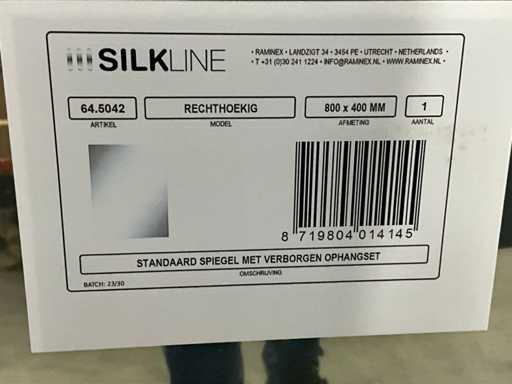 SILKLINE
• RAMINEX • LANDZIGT 34 • 3454 PE • UTRECHT • NETHERLANDS •
• T +31 (0)30 241 1224 • INFO@RAMINEX.NL • WWW.RAMINEX.NL •
64.5042 RECHTHOEKIG 800 x 400 MM 1
ARTIKEL MODEL AFMETING AANTAL
8 719804 014145
STANDAARD SPIEGEL MET VERBORGEN OPHANGSET
OMSCHRIJVING
BATCH: 23/30